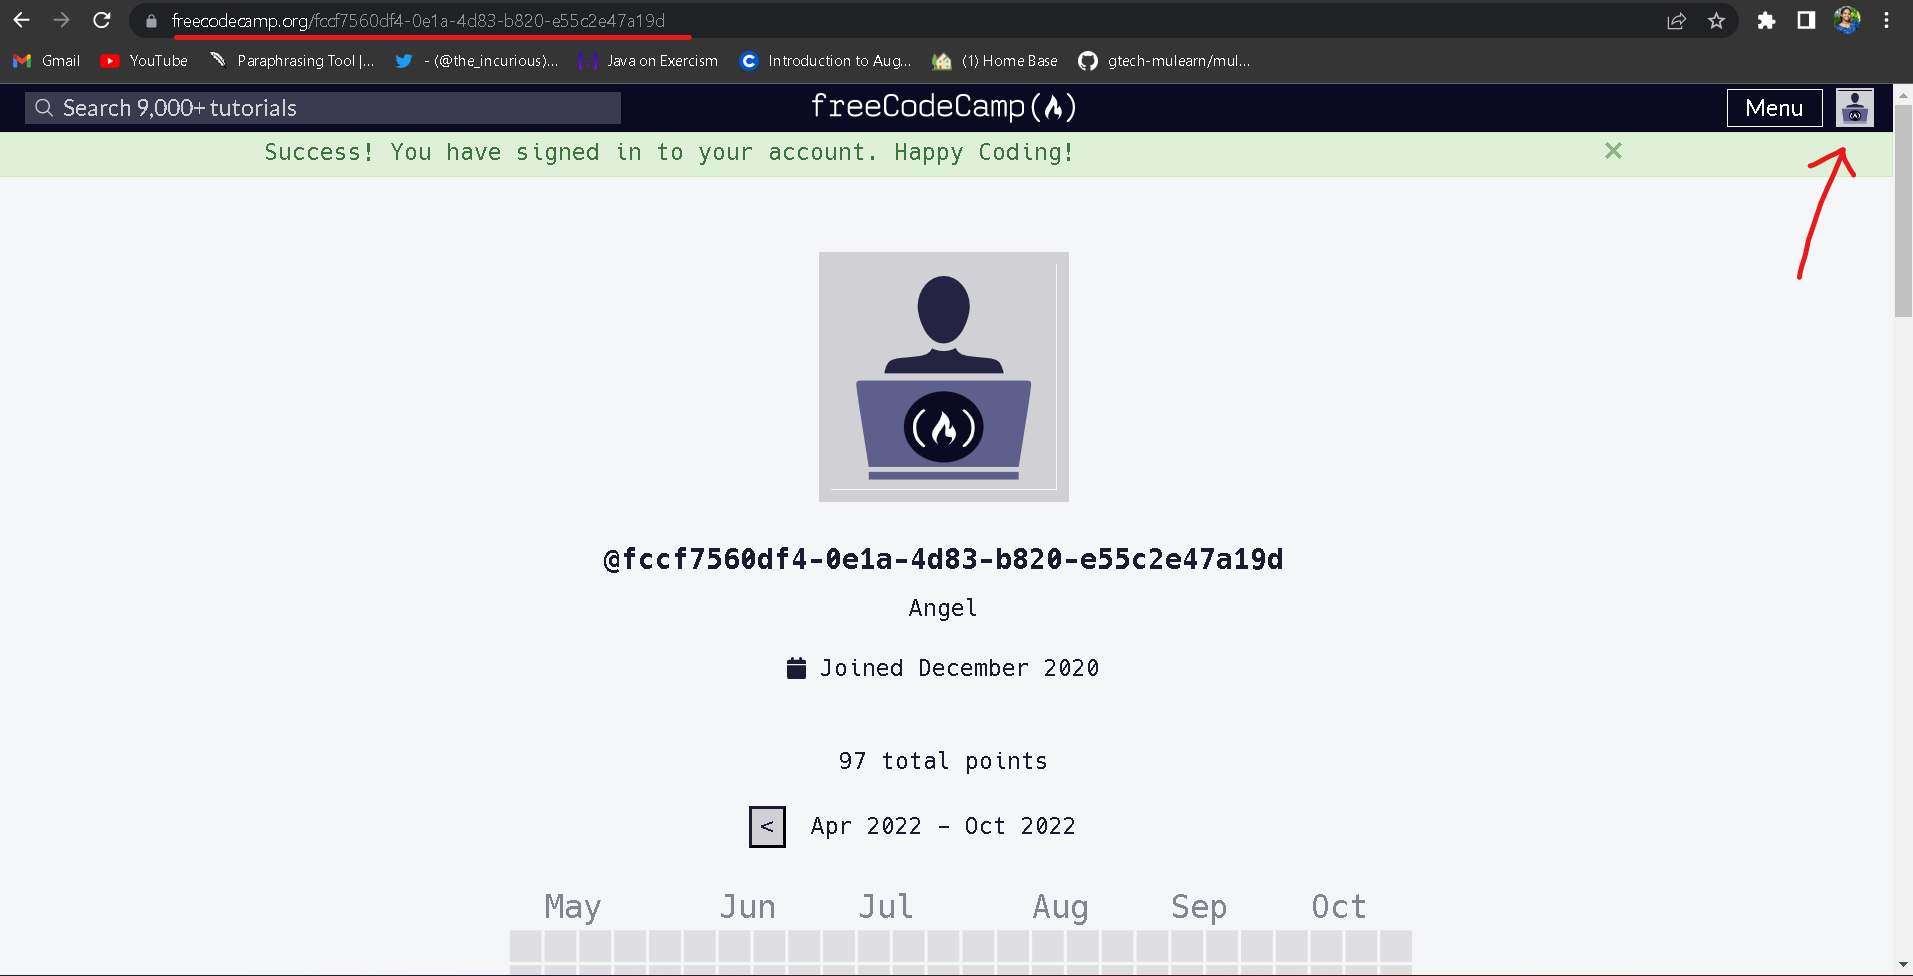 freecodecamp.org/fccf7560df4-0e1a-4d83-b820-e55c2e47a19d
Gmail YouTube Paraphrasing Tool |... - (@the_incurious)... Java on Exercism Introduction to Aug... (1) Home Base gtech-mulearn/mul...
Search 9,000+ tutorials freeCodeCamp Menu
Success! You have signed in to your account. Happy Coding!
@fccf7560df4-0e1a-4d83-b820-e55c2e47a19d
Angel
Joined December 2020
97 total points
< Apr 2022 - Oct 2022
May Jun Jul Aug Sep Oct